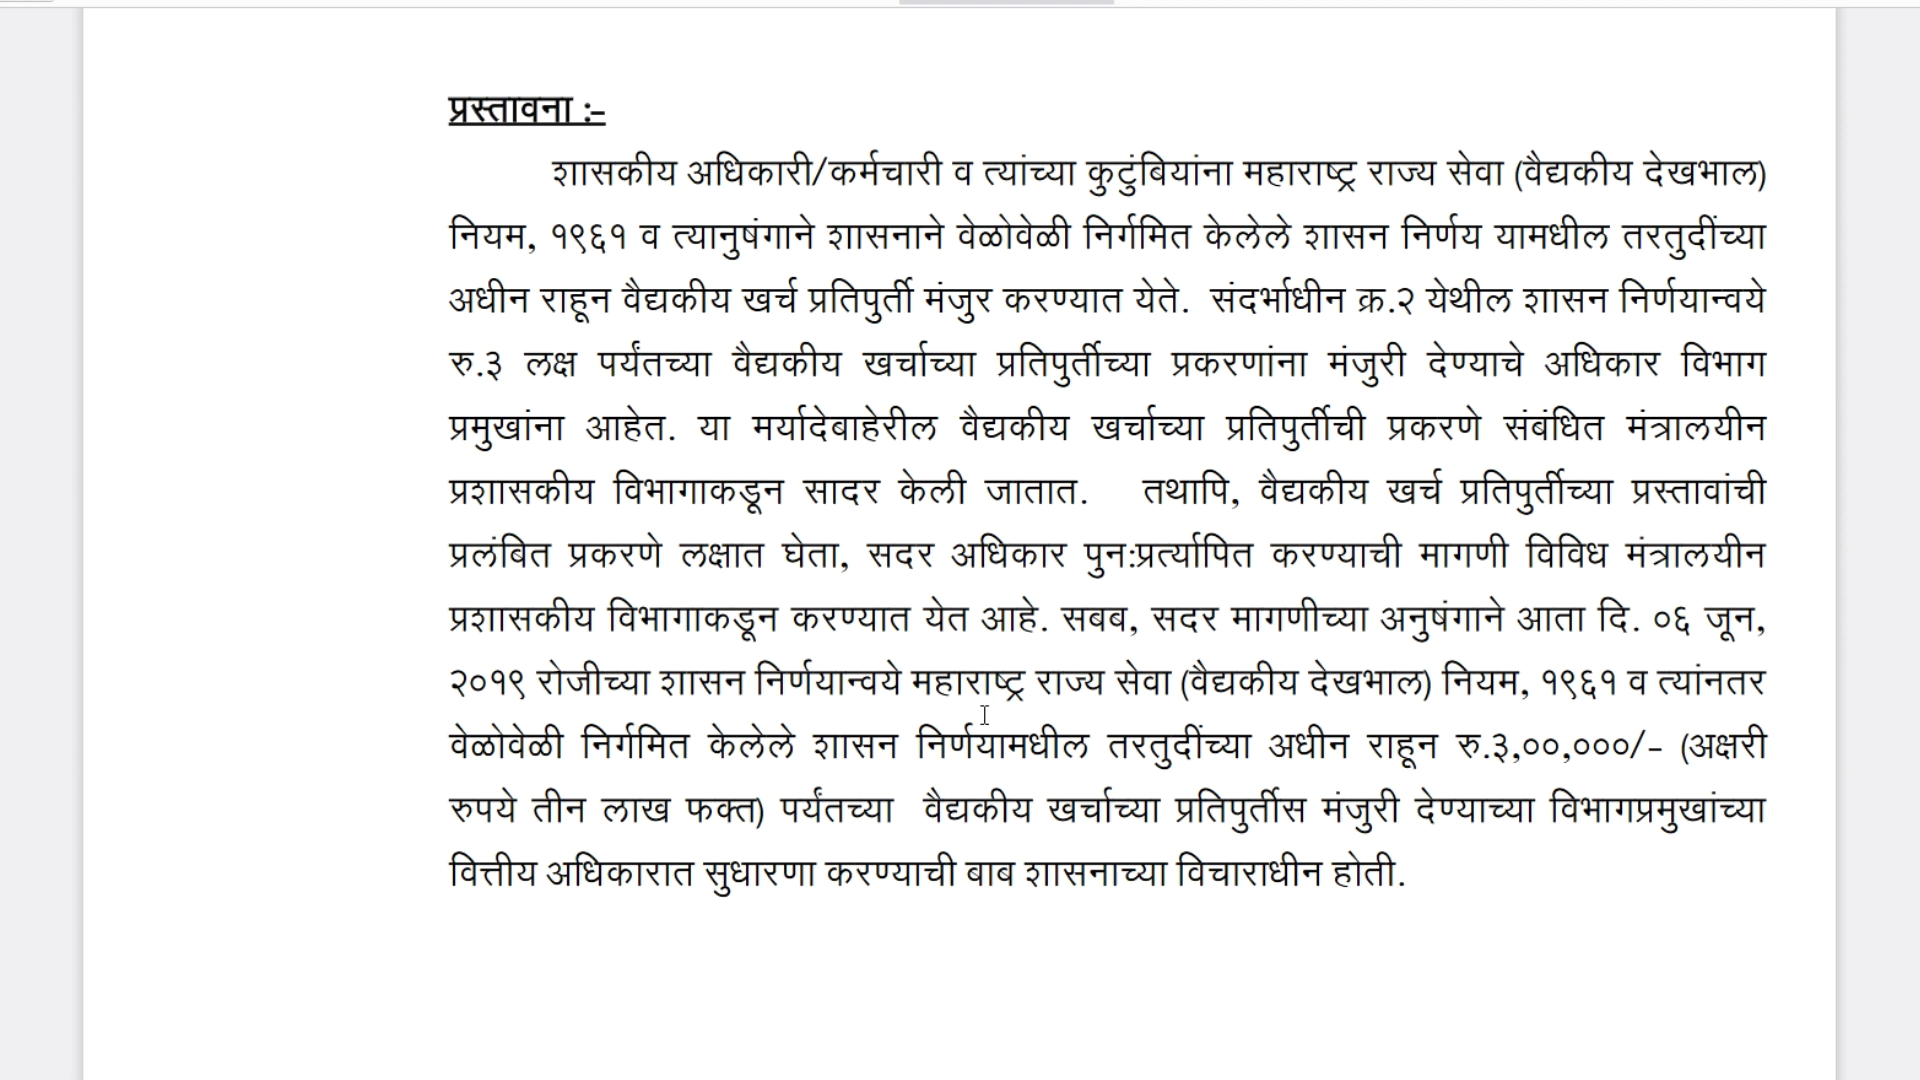 प्रस्तावना :-
शासकीय अधिकारी/कर्मचारी व त्यांच्या कुटुंबियांना महाराष्ट्र राज्य सेवा (वैद्यकीय देखभाल)
नियम, १९६१ व त्यानुषंगाने शासनाने वेळोवेळी निर्गमित केलेले शासन निर्णय यामधील तरतुदींच्या
अधीन राहून वैद्यकीय खर्च प्रतिपुर्ती मंजुर करण्यात येते. संदर्भाधीन क्र.२ येथील शासन निर्णयान्वये
रु.३ लक्ष पर्यंतच्या वैद्यकीय खर्चाच्या प्रतिपुर्तीच्या प्रकरणांना मंजुरी देण्याचे अधिकार विभाग
प्रमुखांना आहेत. या मर्यादेबाहेरील वैद्यकीय खर्चाच्या प्रतिपुर्तीची प्रकरणे संबंधित मंत्रालयीन
प्रशासकीय विभागाकडून सादर केली जातात. तथापि, वैद्यकीय खर्च प्रतिपुर्तीच्या प्रस्तावांची
प्रलंबित प्रकरणे लक्षात घेता, सदर अधिकार पुन:प्रर्त्यापित करण्याची मागणी विविध मंत्रालयीन
प्रशासकीय विभागाकडून करण्यात येत आहे. सबब, सदर मागणीच्या अनुषंगाने आता दि. ०६ जून,
२०१९ रोजीच्या शासन निर्णयान्वये महाराष्ट्र राज्य सेवा (वैद्यकीय देखभाल) नियम, १९६१ व त्यांनतर
वेळोवेळी निर्गमित केलेले शासन निर्णयामधील तरतुदींच्या अधीन राहून रु.३,००,०००/- (अक्षरी
रुपये तीन लाख फक्त) पर्यंतच्या वैद्यकीय खर्चाच्या प्रतिपुर्तीस मंजुरी देण्याच्या विभागप्रमुखांच्या
वित्तीय अधिकारात सुधारणा करण्याची बाब शासनाच्या विचाराधीन होती.